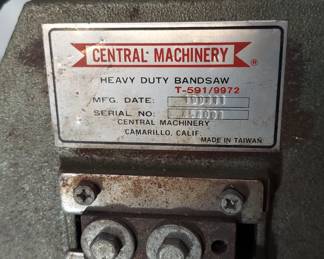 CENTRAL MACHINERY ®
HEAVY DUTY BANDSAW
T-591/9972
MFG. DATE:
SERIAL NO:
CENTRAL MACHINERY
CAMARILLO, CALIF.
MADE IN TAIWAN